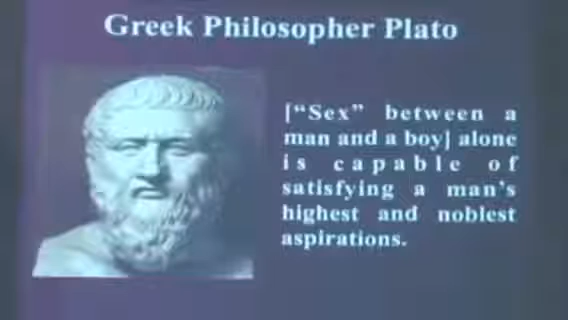 Greek Philosopher Plato
["Sex" between a
man and a boy] alone
is capable of
satisfying a man's
highest and noblest
aspirations.